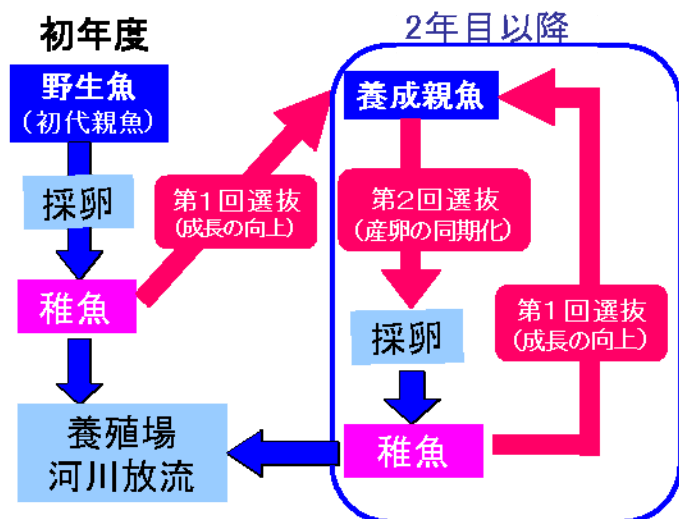 初年度
野生魚
（初代親魚）
採卵
稚魚
養殖場
河川放流
第１回選抜
(成長の向上)
2年目以降
養成親魚
第２回選抜
(産卵の同期化)
採卵
稚魚
第１回選抜
(成長の向上)